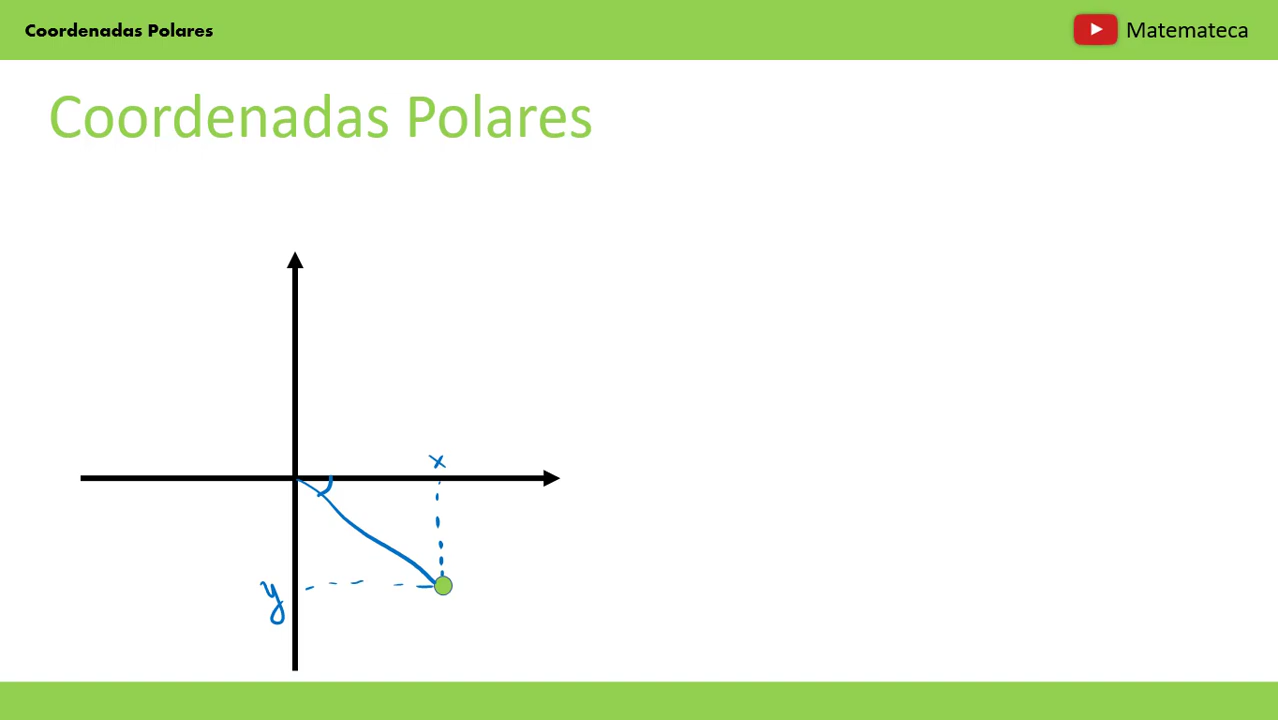 Coordenadas Polares
Matemateca
Coordenadas Polares
x
y